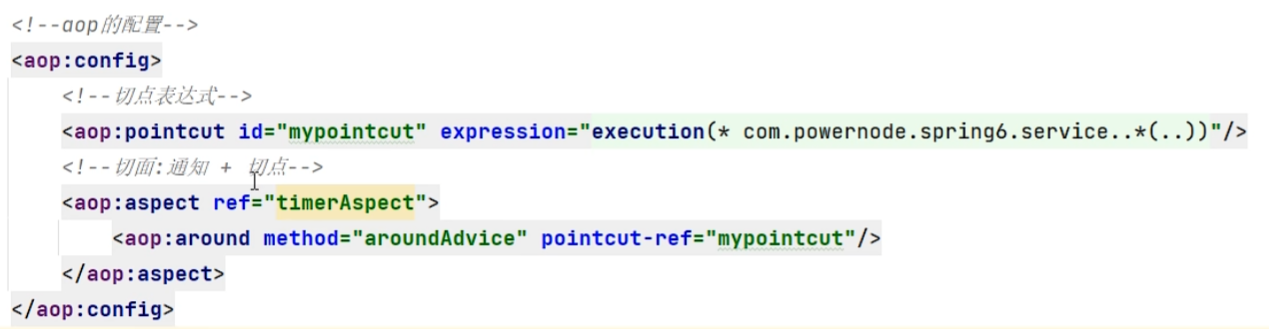 <!--aop的配置-->
<aop:config>
<!--切点表达式-->
<aop:pointcut id="mypointcut" expression="execution(* com.powernode.spring6.service..*(..))"/>
<!--切面:通知 + 切点-->
<aop:aspect ref="timerAspect">
<aop:around method="aroundAdvice" pointcut-ref="mypointcut"/>
</aop:aspect>
</aop:config>